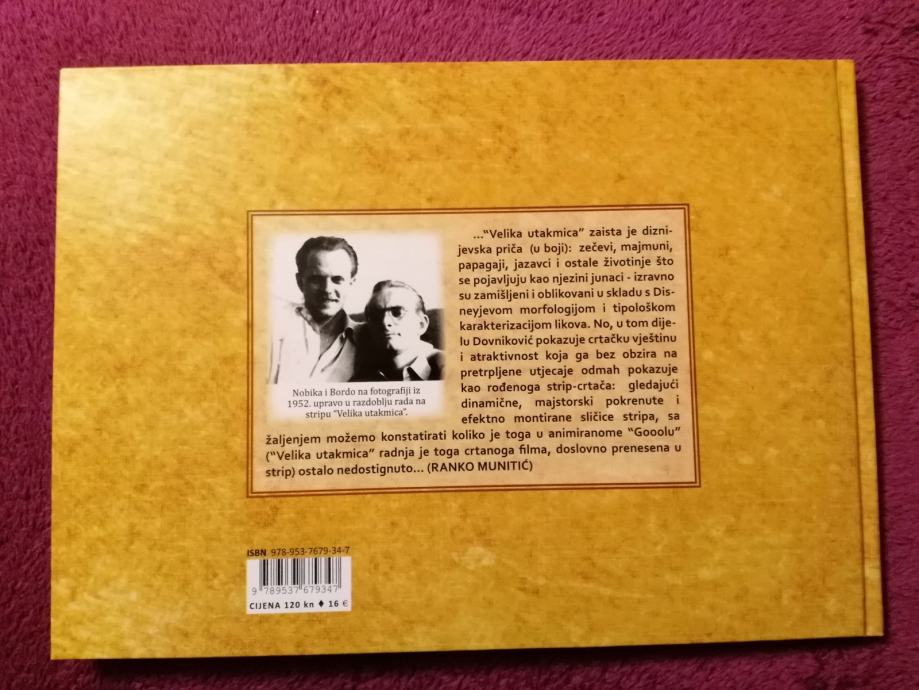 ..."Velika utakmica" zaista je dizni-
jevska priča (u boji): zečevi, majmuni,
papagaji, jazavci i ostale životinje što
se pojavljuju kao njezini junaci - izravno
su zamišljeni i oblikovani u skladu s Dis-
neyjevom morfologijom i tipološkom
karakterizacijom likova. No, u tom dije-
lu Dovniković pokazuje crtačku vještinu
i atraktivnost koja ga bez obzira na
pretrpljene utjecaje odmah pokazuje
kao rođenoga strip-crtača: gledajući
dinamične, majstorski pokrenute i
efektno montirane sličice stripa, sa
žaljenjem možemo konstatirati koliko je toga u animiranome "Gooolu"
("Velika utakmica" radnja je toga crtanoga filma, doslovno prenesena u
strip) ostalo nedostignuto... (RANKO MUNITIĆ)
Nobika i Bordo na fotografiji iz
1952. upravo u razdoblju rada na
stripu "Velika utakmica".
ISBN 978-953-7679-34-7
9 789537 679347
CIJENA 120 kn ♦ 16 €